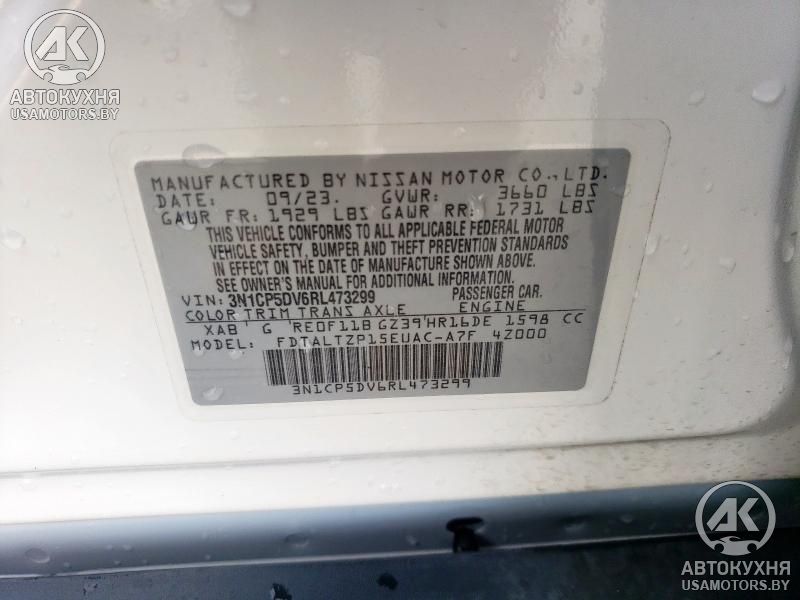 АК
АВТОКУХНЯ
USAMOTORS.BY
MANUFACTURED BY NISSAN MOTOR CO.,LTD.
DATE: 09/23. GVWR: 3660 LBS
GAWR FR: 1929 LBS GAWR RR: 1731 LBS
THIS VEHICLE CONFORMS TO ALL APPLICABLE FEDERAL MOTOR
VEHICLE SAFETY, BUMPER AND THEFT PREVENTION STANDARDS
IN EFFECT ON THE DATE OF MANUFACTURE SHOWN ABOVE.
SEE OWNER'S MANUAL FOR ADDITIONAL INFORMATION
VIN: 3N1CP5DV6RL473299 PASSENGER CAR
COLOR TRIM TRANS AXLE ENGINE
XAB G RE0F11B GZ39 HR16DE 1598 CC
MODEL: FDTALTZP15EUAC-A7F 4Z000
3N1CP5DV6RL473299
АК
АВТОКУХНЯ
USAMOTORS.BY